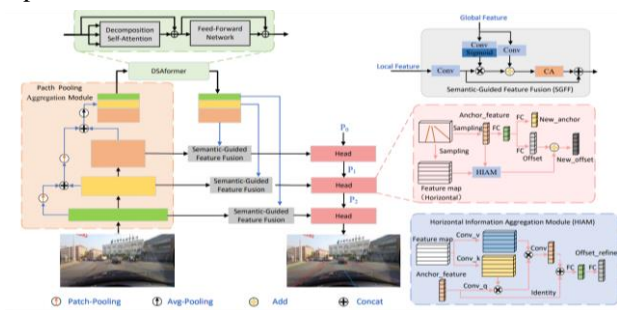 Decomposition
Self-Attention
Feed-Forward
Network
DSAformer
Patch Pooling
Aggregation Module
Semantic-Guided
Feature Fusion
Semantic-Guided
Feature Fusion
Semantic-Guided
Feature Fusion
P₀
Head
P₁
Head
P₂
Head
Patch-Pooling
Avg-Pooling
Add
Concat
Global Feature
Conv
Sigmoid
Conv
Local Feature
Conv
CA
Semantic-Guided Feature Fusion (SGFF)
Anchor_feature
Sampling
FC
FC
New_anchor
Sampling
Offset
New_offset
HIAM
Feature map
(Horizontal)
Horizontal Information Aggregation Module (HIAM)
Feature map
Conv_v
Conv
Offset_refine
Conv_k
FC
FC
Anchor_feature
Conv_q
Identity